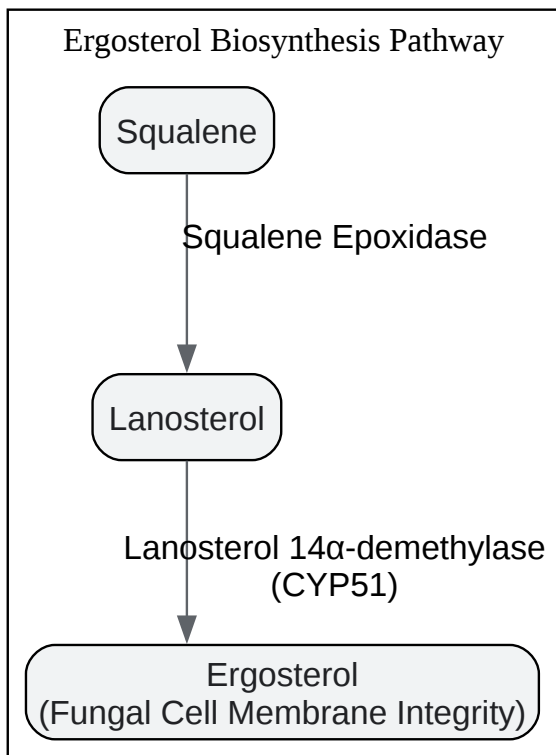 Ergosterol Biosynthesis Pathway
Squalene
Squalene Epoxidase
Lanosterol
Lanosterol 14α-demethylase
(CYP51)
Ergosterol
(Fungal Cell Membrane Integrity)